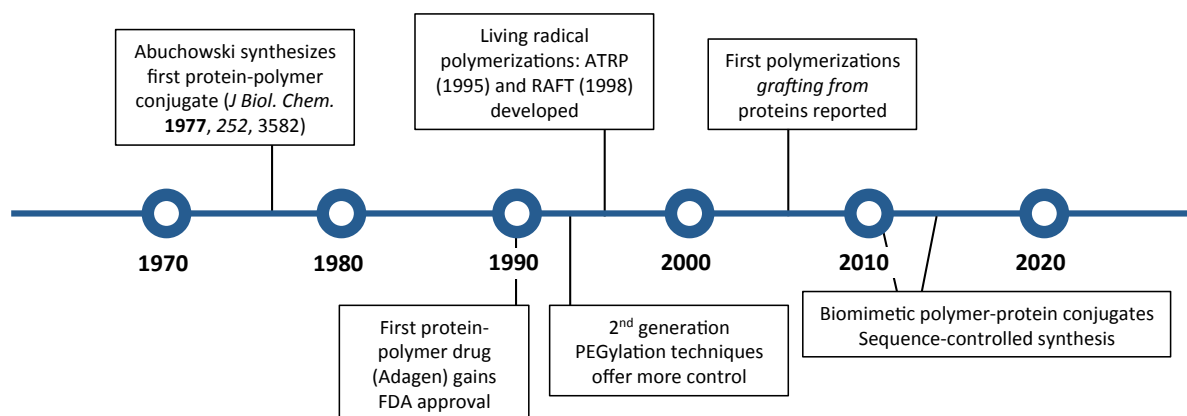 Abuchowski synthesizes
first protein-polymer
conjugate (J Biol. Chem.
1977, 252, 3582)
Living radical
polymerizations: ATRP
(1995) and RAFT (1998)
developed
First polymerizations
grafting from
proteins reported
1970
1980
1990
2000
2010
2020
First protein-
polymer drug
(Adagen) gains
FDA approval
2nd generation
PEGylation techniques
offer more control
Biomimetic polymer-protein conjugates
Sequence-controlled synthesis